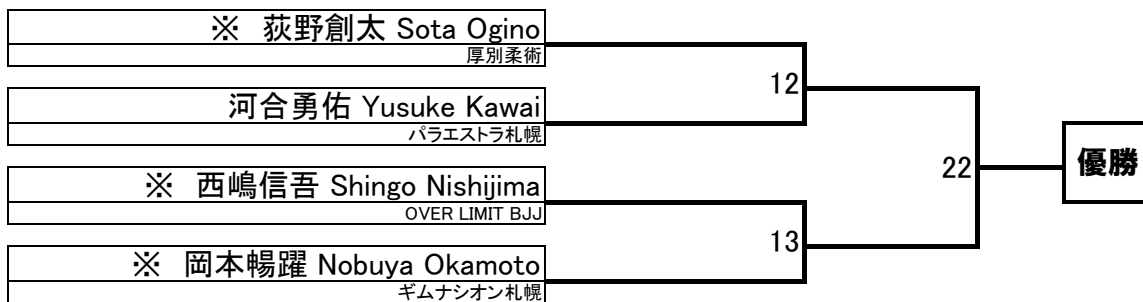 ※　荻野創太 Sota Ogino
厚別柔術
12
河合勇佑 Yusuke Kawai
パラエストラ札幌
22
優勝
※　西嶋信吾 Shingo Nishijima
OVER LIMIT BJJ
13
※　岡本暢躍 Nobuya Okamoto
ギムナシオン札幌